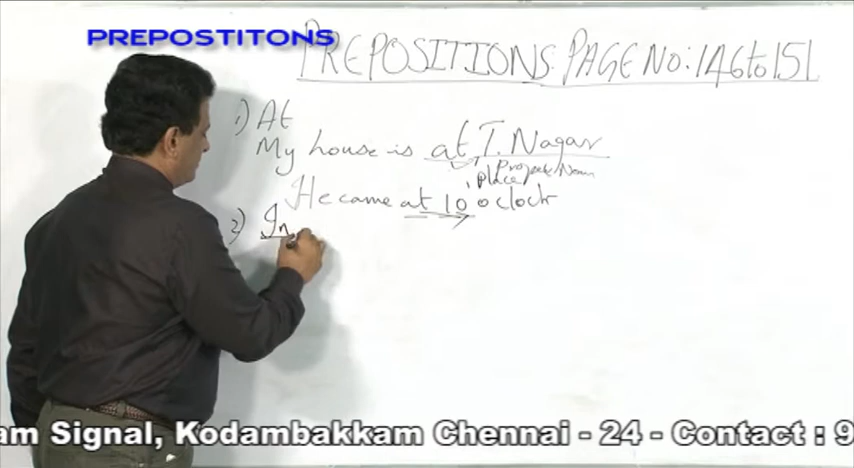 PREPOSTITONS
PREPOSITIONS. PAGE NO: 146 to 151
1) At
My house is at T. Nagar
place Proper Noun
He came at 10 o clock
2) In
am Signal, Kodambakkam Chennai - 24 - Contact : 9